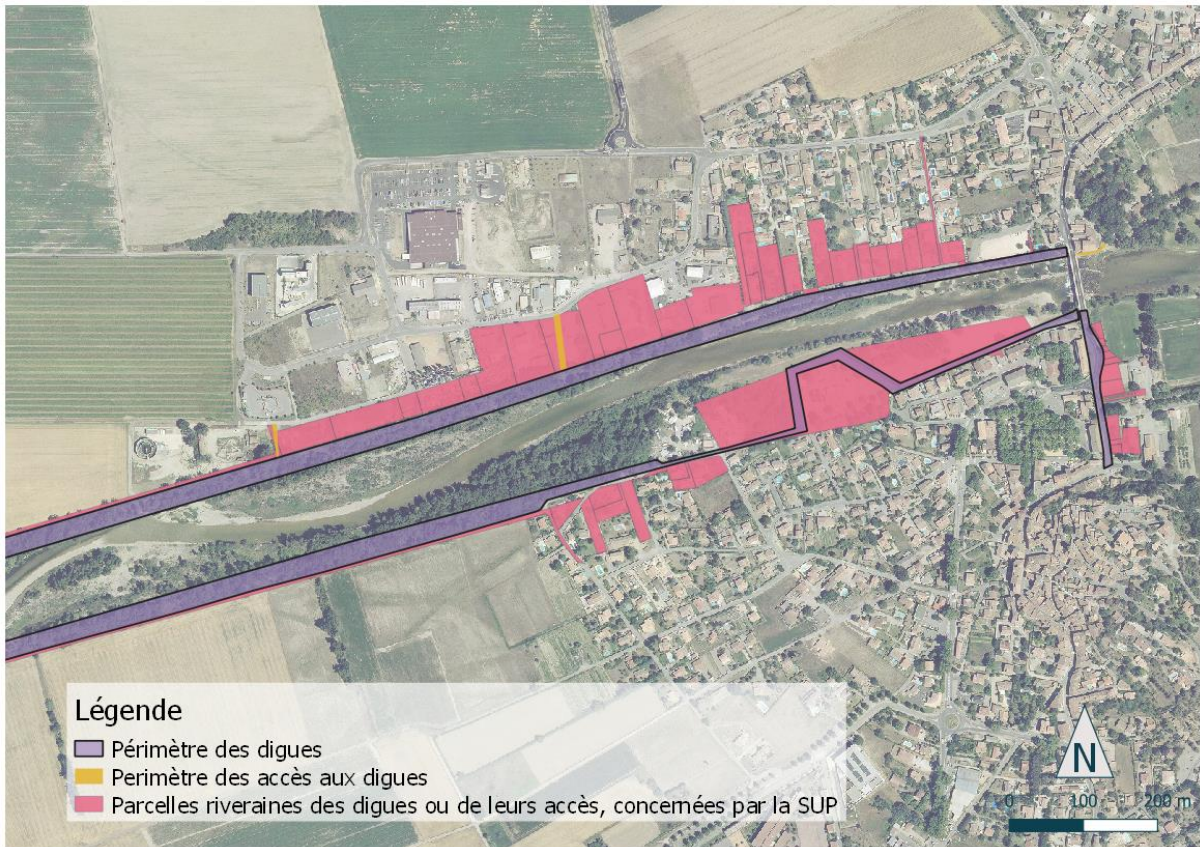 Légende
Périmètre des digues
Perimètre des accès aux digues
Parcelles riveraines des digues ou de leurs accès, concernées par la SUP
N
0 100 200 m